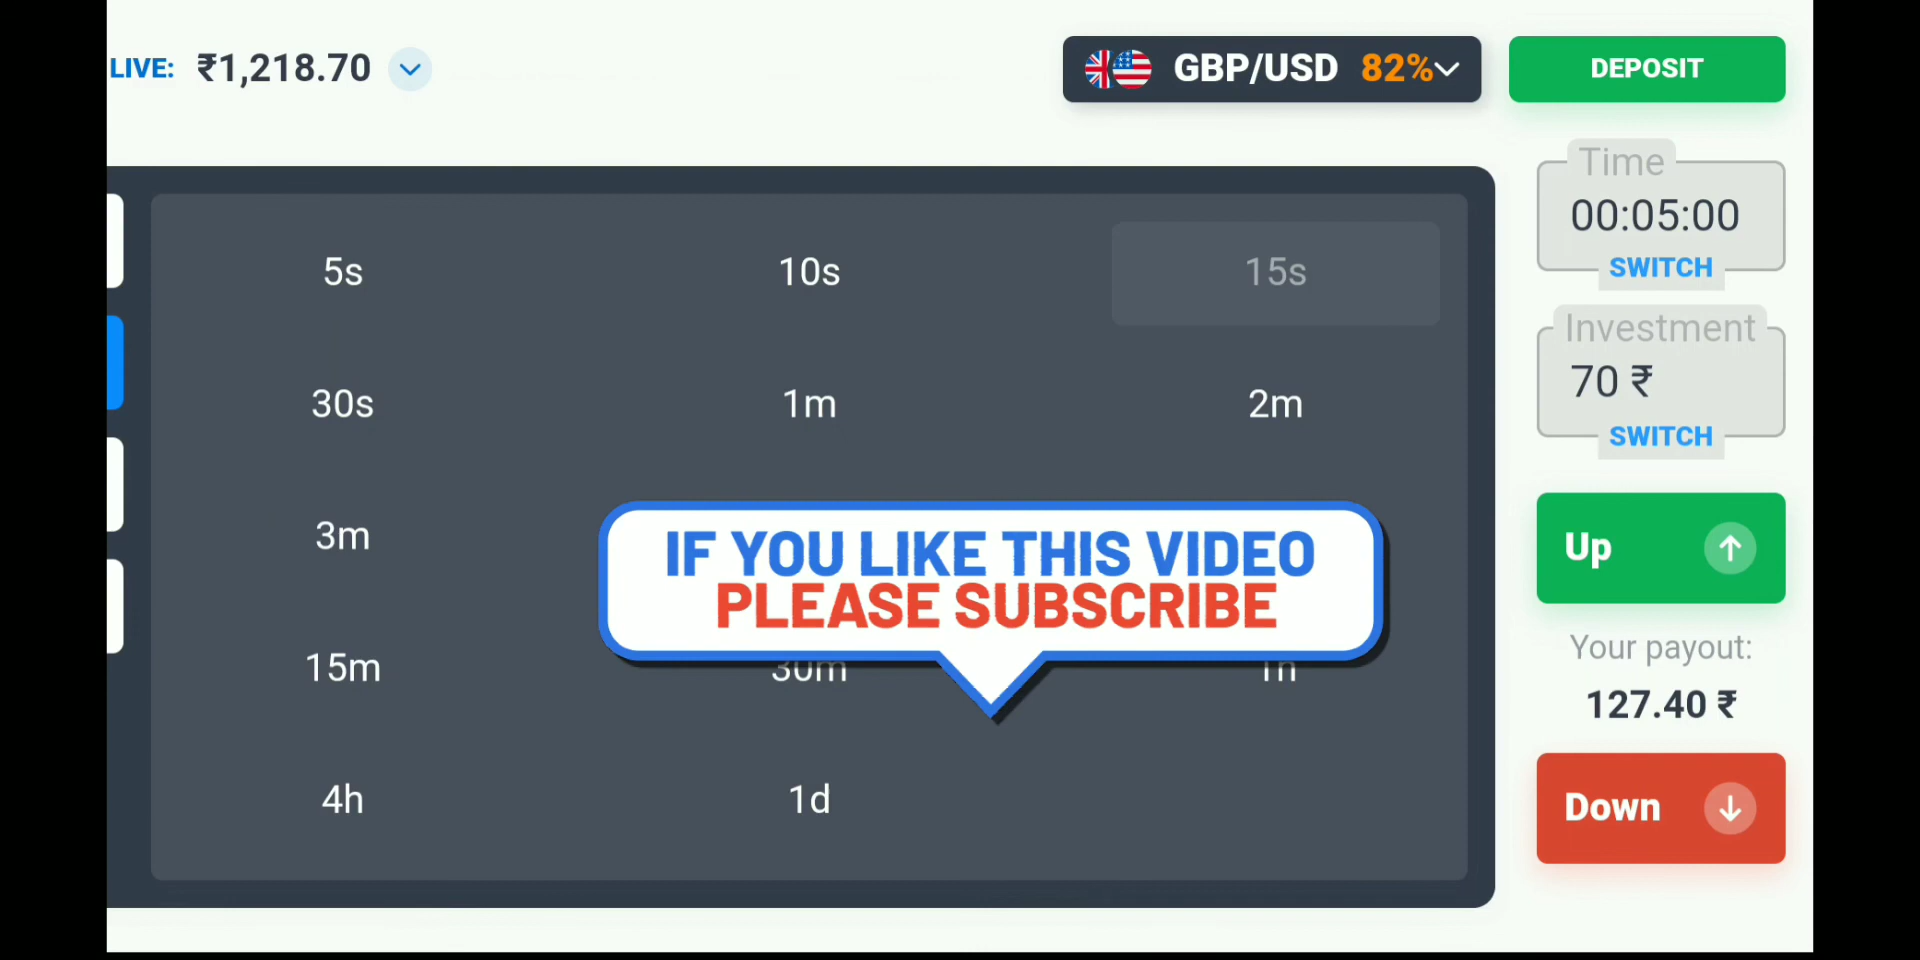 LIVE: ₹1,218.70
GBP/USD 82%
DEPOSIT
Time
00:05:00
SWITCH
Investment
70 ₹
SWITCH
5s 10s 15s
30s 1m 2m
3m
IF YOU LIKE THIS VIDEO
PLEASE SUBSCRIBE
15m 30m 1h
4h 1d
Up
Your payout:
127.40 ₹
Down